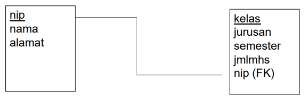 nip
nama
alamat
kelas
jurusan
semester
jmlmhs
nip (FK)